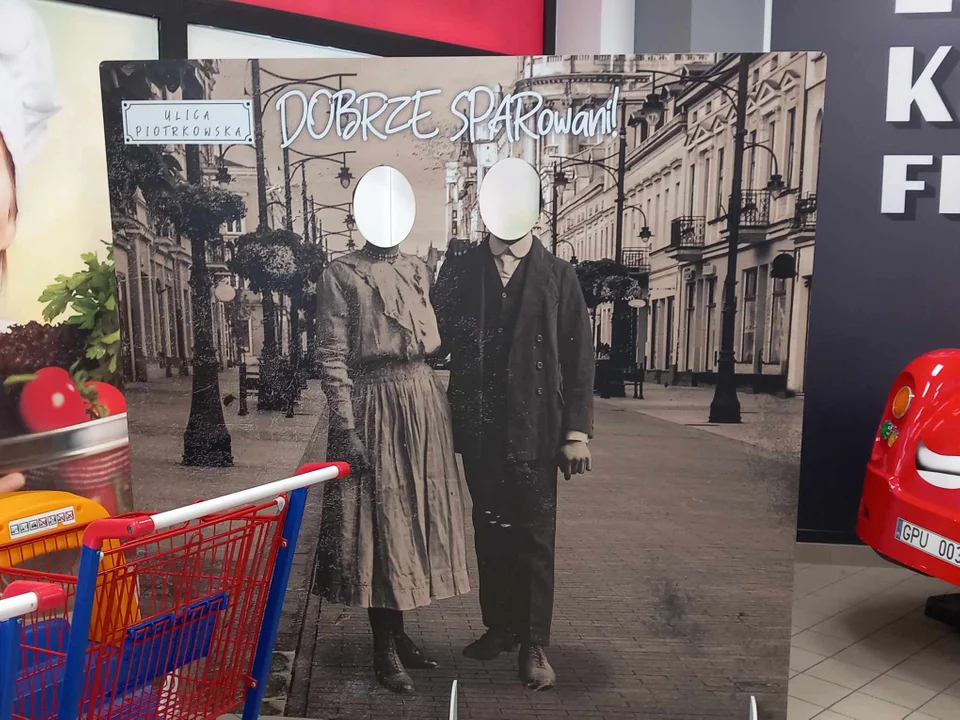 ULICA
PIOTRKOWSKA
DOBRZE SPARowani!
K
K
F
GPU 003